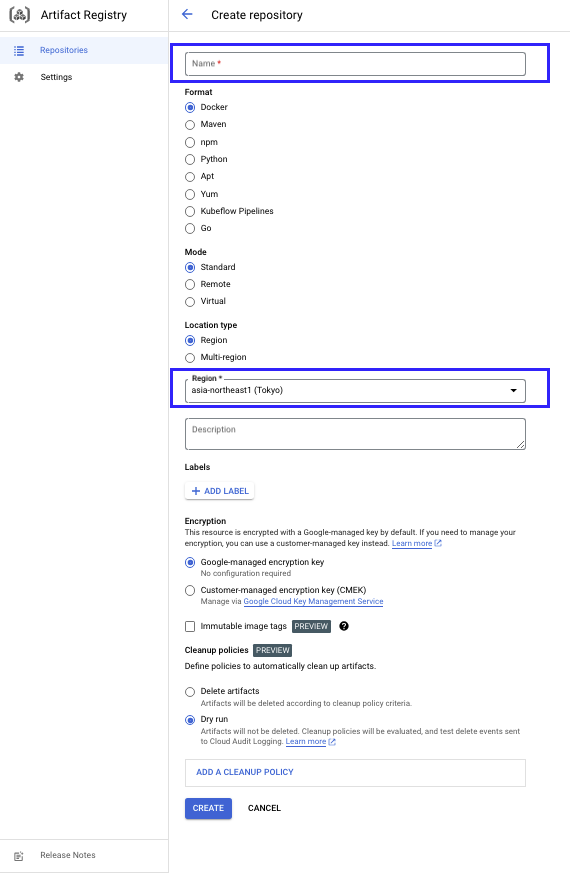 Artifact Registry
Create repository
Repositories
Settings
Name *
Format
Docker
Maven
npm
Python
Apt
Yum
Kubeflow Pipelines
Go
Mode
Standard
Remote
Virtual
Location type
Region
Multi-region
Region *
asia-northeast1 (Tokyo)
Description
Labels
ADD LABEL
Encryption
This resource is encrypted with a Google-managed key by default. If you need to manage your
encryption, you can use a customer-managed key instead. Learn more
Google-managed encryption key
No configuration required
Customer-managed encryption key (CMEK)
Manage via Google Cloud Key Management Service
Immutable image tags PREVIEW
Cleanup policies PREVIEW
Define policies to automatically clean up artifacts.
Delete artifacts
Artifacts will be deleted according to cleanup policy criteria.
Dry run
Artifacts will not be deleted. Cleanup policies will be evaluated, and test delete events sent
to Cloud Audit Logging. Learn more
ADD A CLEANUP POLICY
CREATE CANCEL
Release Notes